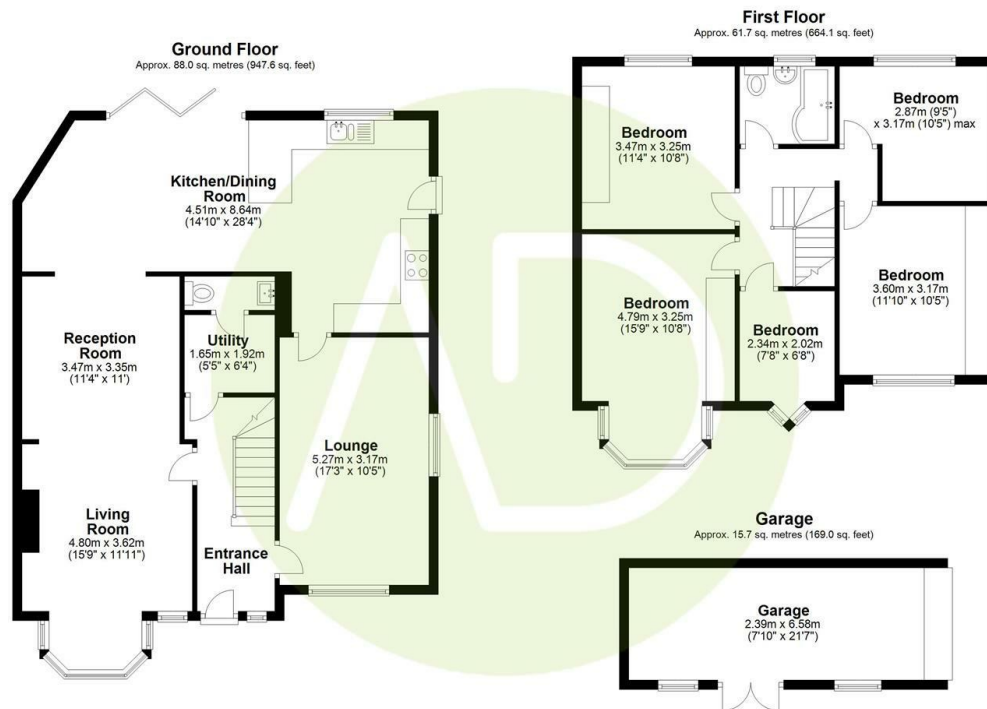 Ground Floor
Approx. 88.0 sq. metres (947.6 sq. feet)
Kitchen/Dining
Room
4.51m x 8.64m
(14'10" x 28'4")
Reception
Room
3.47m x 3.35m
(11'4" x 11')
Utility
1.65m x 1.92m
(5'5" x 6'4")
Lounge
5.27m x 3.17m
(17'3" x 10'5")
Living
Room
4.80m x 3.62m
(15'9" x 11'11")
Entrance
Hall
First Floor
Approx. 61.7 sq. metres (664.1 sq. feet)
Bedroom
3.47m x 3.25m
(11'4" x 10'8")
Bedroom
2.87m (9'5")
x 3.17m (10'5") max
Bedroom
4.79m x 3.25m
(15'9" x 10'8")
Bedroom
2.34m x 2.02m
(7'8" x 6'8")
Bedroom
3.60m x 3.17m
(11'10" x 10'5")
Garage
Approx. 15.7 sq. metres (169.0 sq. feet)
Garage
2.39m x 6.58m
(7'10" x 21'7")
AD